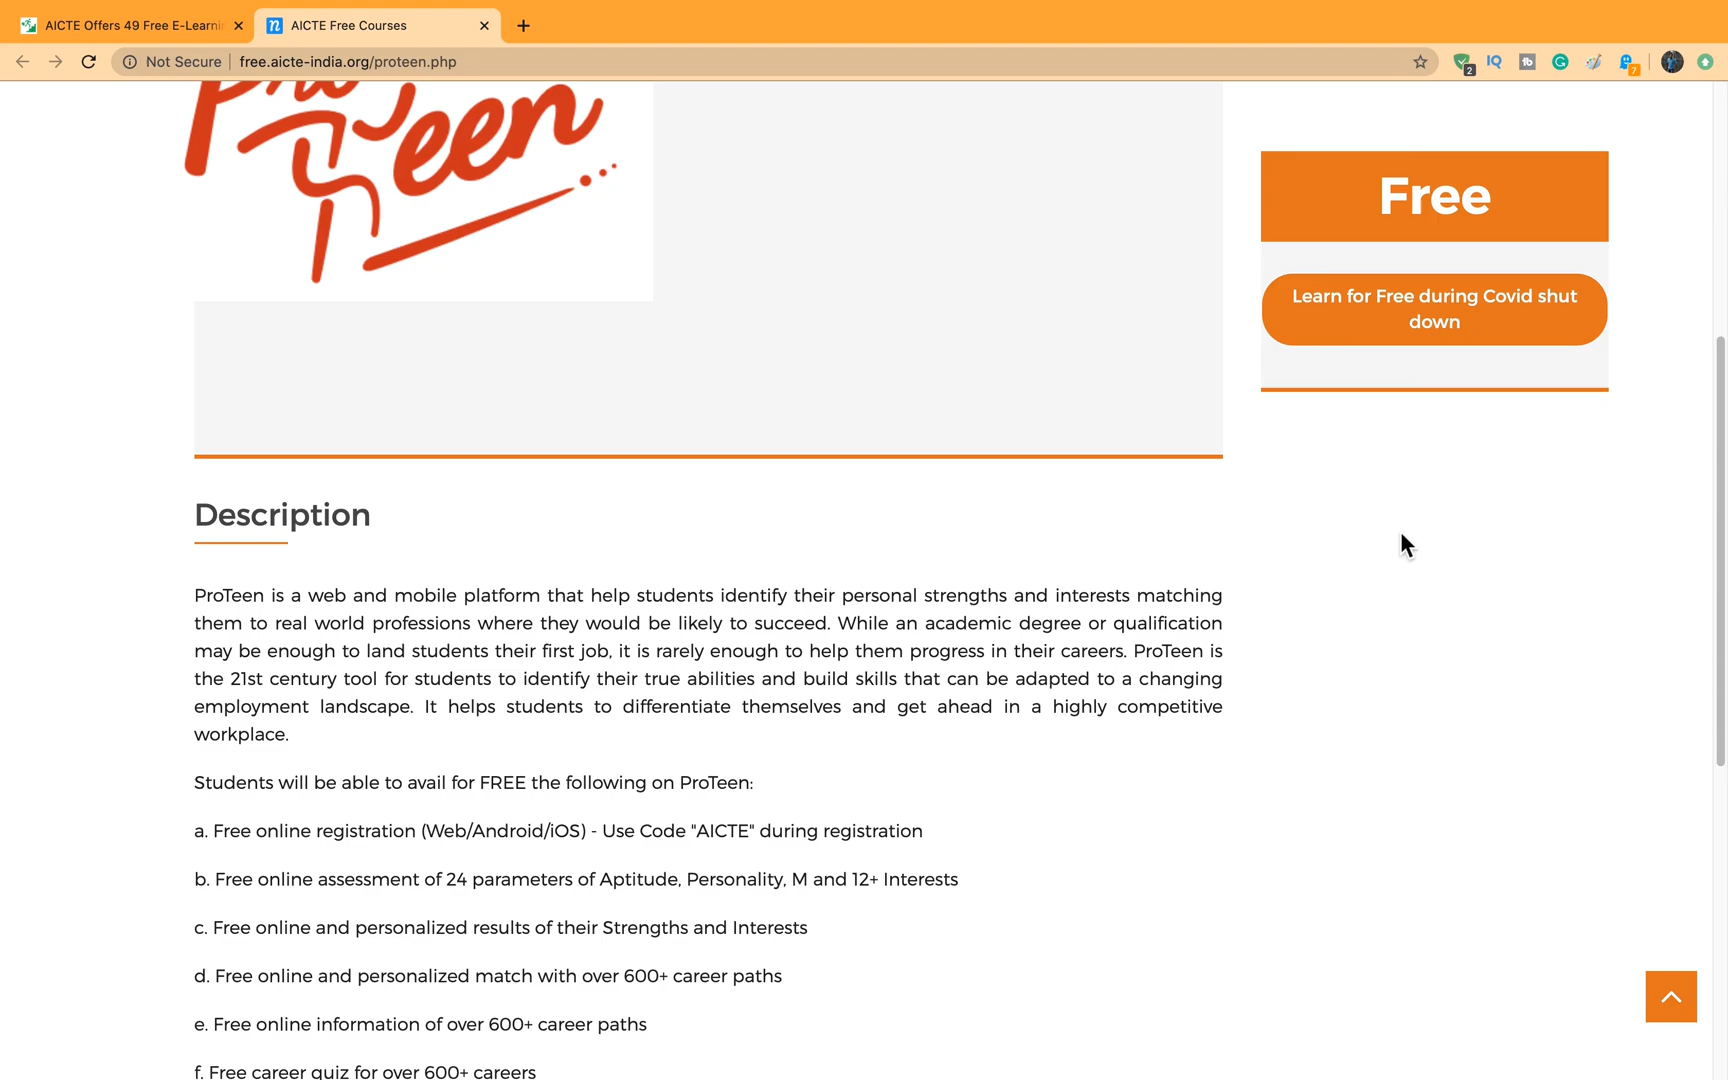 AICTE Offers 49 Free E-Learni
AICTE Free Courses
Not Secure
free.aicte-india.org/proteen.php
2
IQ
tb
7
Pro
Teen
Free
Learn for Free during Covid shut
down
Description
ProTeen is a web and mobile platform that help students identify their personal strengths and interests matching
them to real world professions where they would be likely to succeed. While an academic degree or qualification
may be enough to land students their first job, it is rarely enough to help them progress in their careers. ProTeen is
the 21st century tool for students to identify their true abilities and build skills that can be adapted to a changing
employment landscape. It helps students to differentiate themselves and get ahead in a highly competitive
workplace.
Students will be able to avail for FREE the following on ProTeen:
a. Free online registration (Web/Android/iOS) - Use Code "AICTE" during registration
b. Free online assessment of 24 parameters of Aptitude, Personality, M and 12+ Interests
c. Free online and personalized results of their Strengths and Interests
d. Free online and personalized match with over 600+ career paths
e. Free online information of over 600+ career paths
f. Free career quiz for over 600+ careers